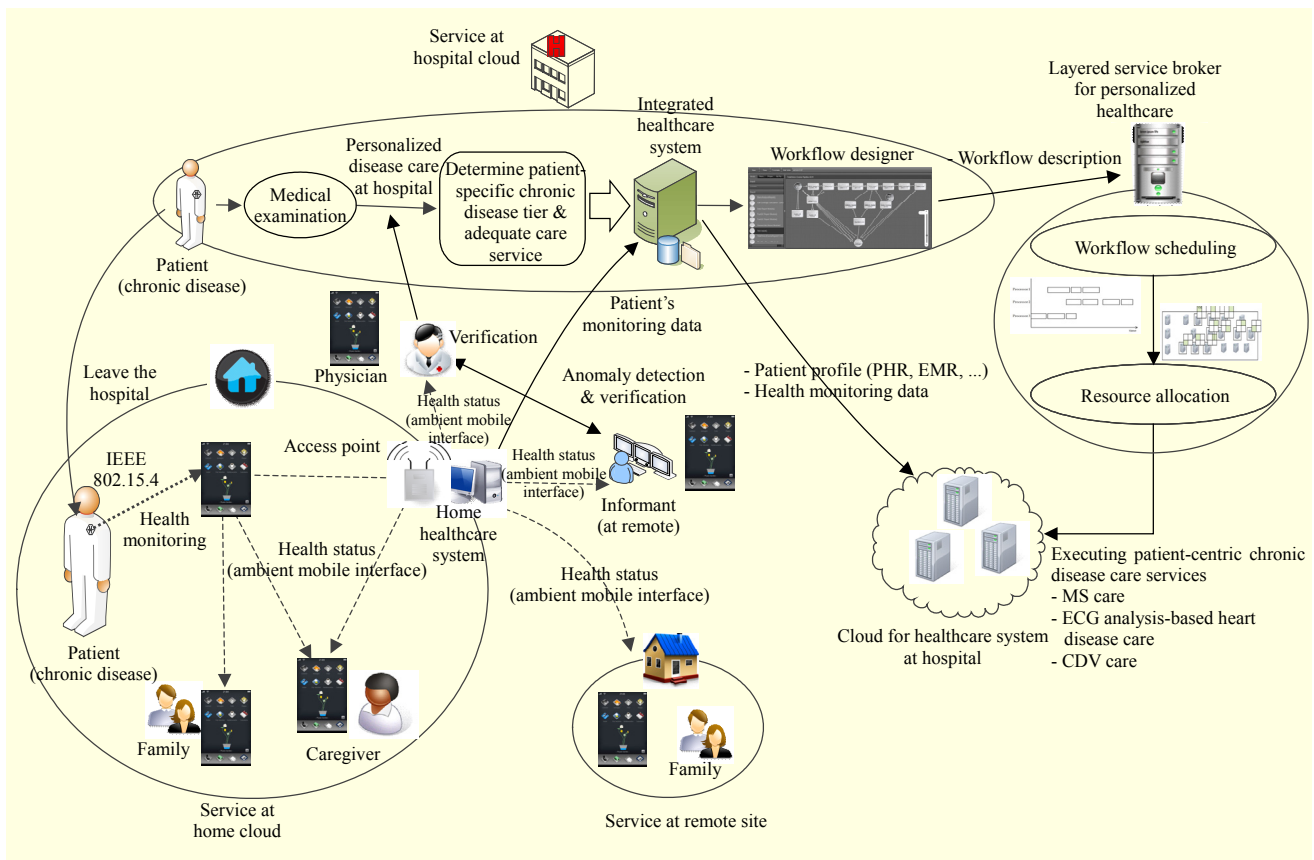 Service at
hospital cloud
Layered service broker
for personalized
healthcare
Integrated
healthcare
system
Personalized
disease care
at hospital
Medical
examination
Determine patient-
specific chronic
disease tier &
adequate care
service
Workflow designer
- Workflow description
Patient
(chronic disease)
Workflow scheduling
Resource allocation
Patient's
monitoring data
Verification
Physician
Leave the
hospital
Anomaly detection
& verification
- Patient profile (PHR, EMR, ...)
- Health monitoring data
Health status
(ambient mobile
interface)
Access point
IEEE
802.15.4
Health status
(ambient mobile
interface)
Informant
(at remote)
Home
healthcare
system
Health
monitoring
Health status
(ambient mobile interface)
Health status
(ambient mobile interface)
Patient
(chronic disease)
Executing patient-centric chronic
disease care services
- MS care
- ECG analysis-based heart
disease care
- CDV care
Cloud for healthcare system
at hospital
Family
Caregiver
Family
Service at
home cloud
Service at remote site